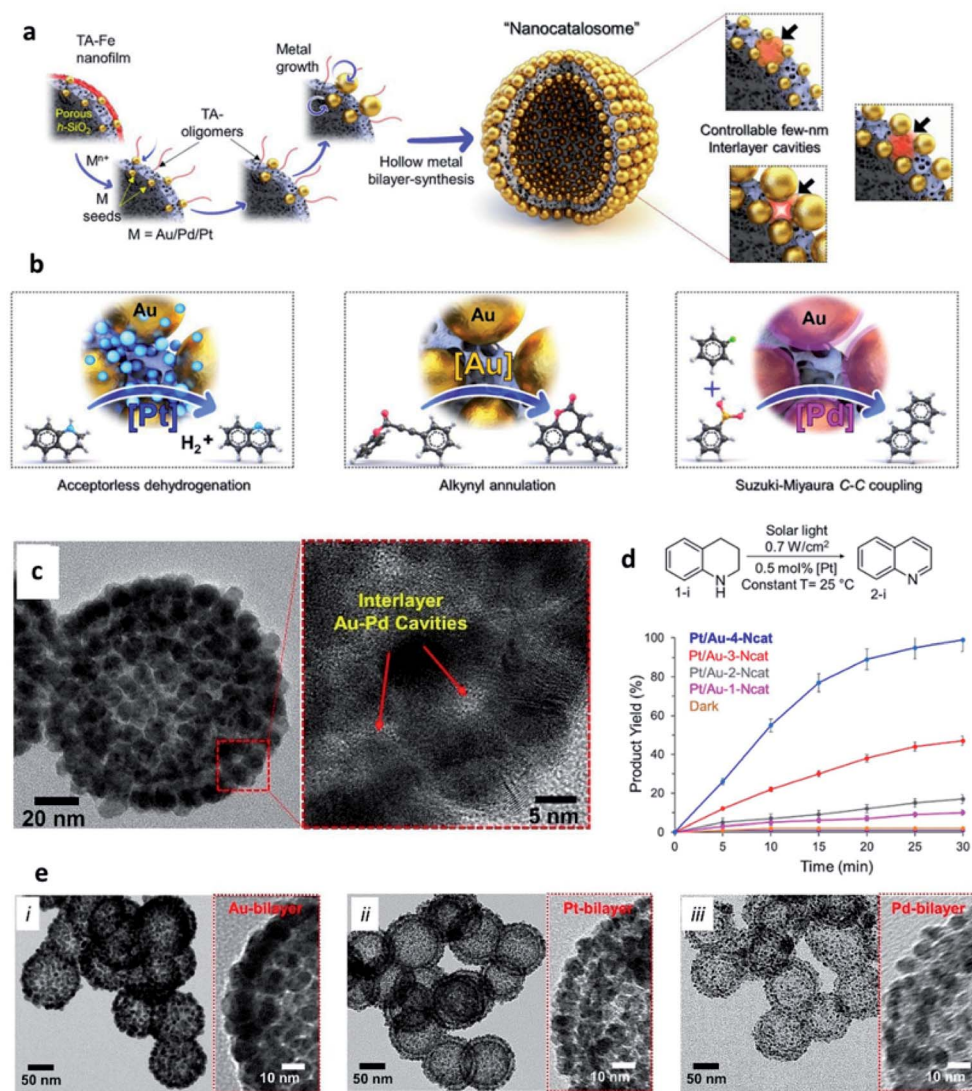 a
TA-Fe
nanofilm
Porous
h-SiO2
Mn+
M
seeds
TA-
oligomers
M = Au/Pd/Pt
Metal
growth
Hollow metal
bilayer-synthesis
"Nanocatalosome"
Controllable few-nm
Interlayer cavities
b
Au
[Pt]
H2+
Acceptorless dehydrogenation
Au
[Au]
Alkynyl annulation
Au
+
[Pd]
Suzuki-Miyaura C-C coupling
c
20 nm
Interlayer
Au-Pd Cavities
5 nm
d
Solar light
0.7 W/cm²
0.5 mol% [Pt]
Constant T= 25 °C
N
H
1-i
N
2-i
Pt/Au-4-Ncat
Pt/Au-3-Ncat
Pt/Au-2-Ncat
Pt/Au-1-Ncat
Dark
Product Yield (%)
100
80
60
40
20
0
0 5 10 15 20 25 30
Time (min)
e
i
Au-bilayer
50 nm
10 nm
ii
Pt-bilayer
50 nm
10 nm
iii
Pd-bilayer
50 nm
10 nm